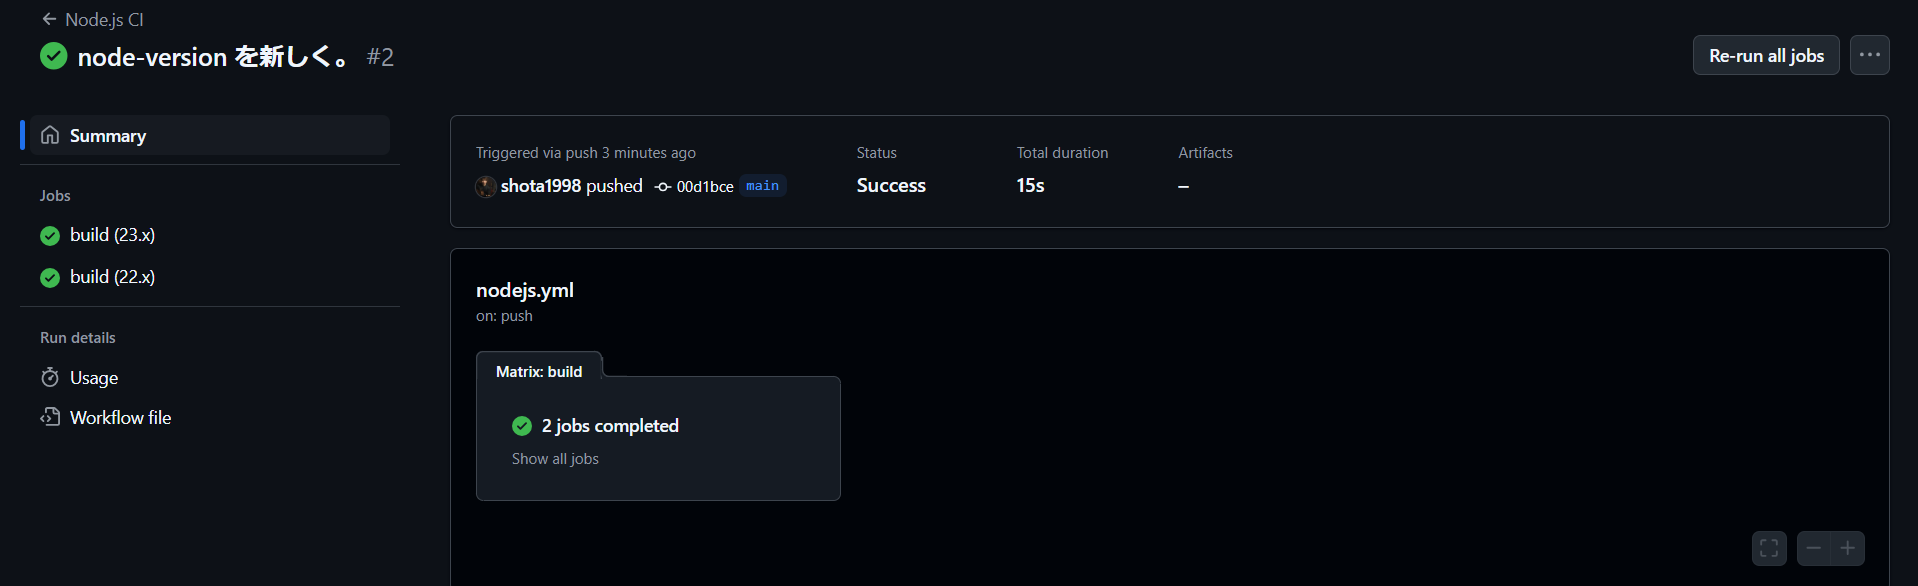 Node.js CI
node-version を新しく。 #2
Re-run all jobs
Summary
Jobs
build (23.x)
build (22.x)
Run details
Usage
Workflow file
Triggered via push 3 minutes ago
shota1998 pushed 00d1bce main
Status
Success
Total duration
15s
Artifacts
–
nodejs.yml
on: push
Matrix: build
2 jobs completed
Show all jobs